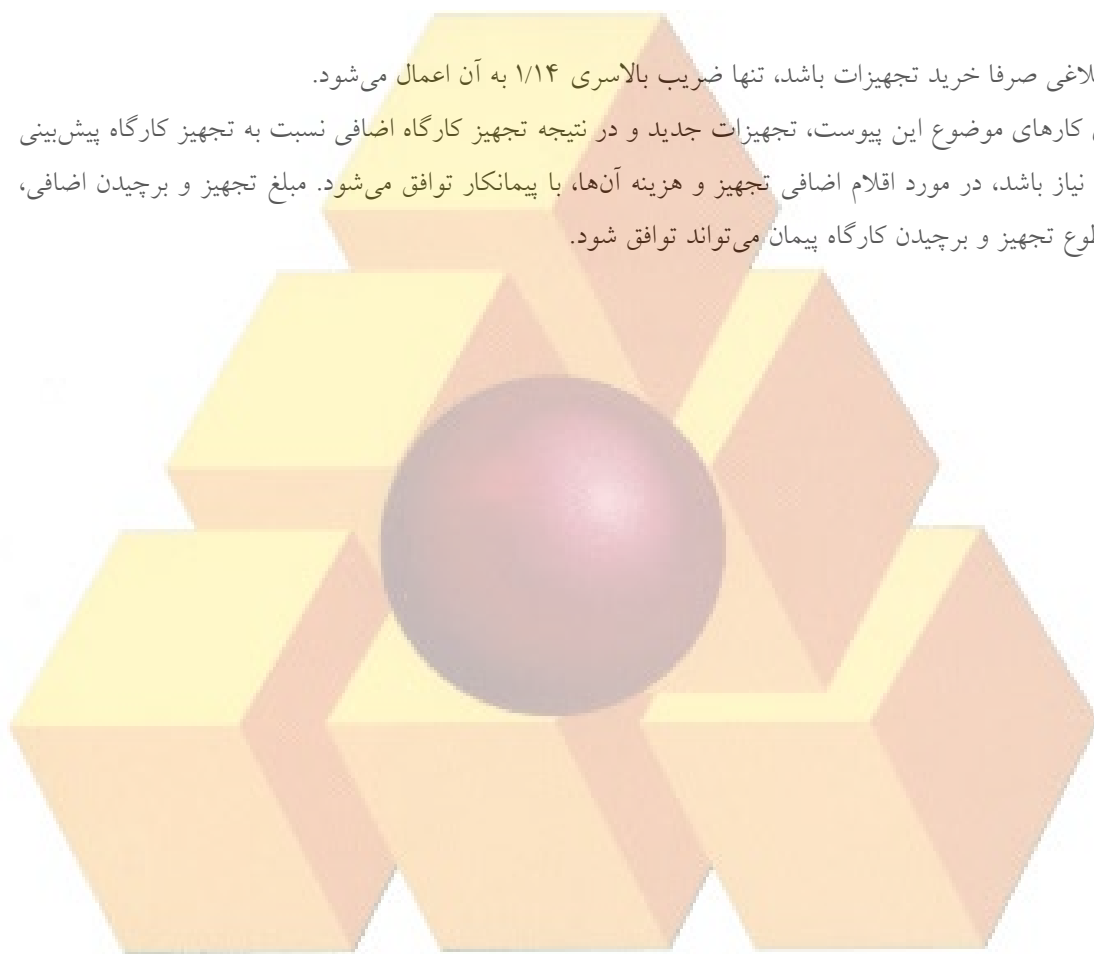 لاغی صرفا خرید تجهیزات باشد، تنها ضریب بالاسری ۱/۱۴ به آن اعمال می‌شود.
کارهای موضوع این پیوست، تجهیزات جدید و در نتیجه تجهیز کارگاه اضافی نسبت به تجهیز کارگاه پیش‌بینی
نیاز باشد، در مورد اقلام اضافی تجهیز و هزینه آن‌ها، با پیمانکار توافق می‌شود. مبلغ تجهیز و برچیدن اضافی،
طوع تجهیز و برچیدن کارگاه پیمان می‌تواند توافق شود.